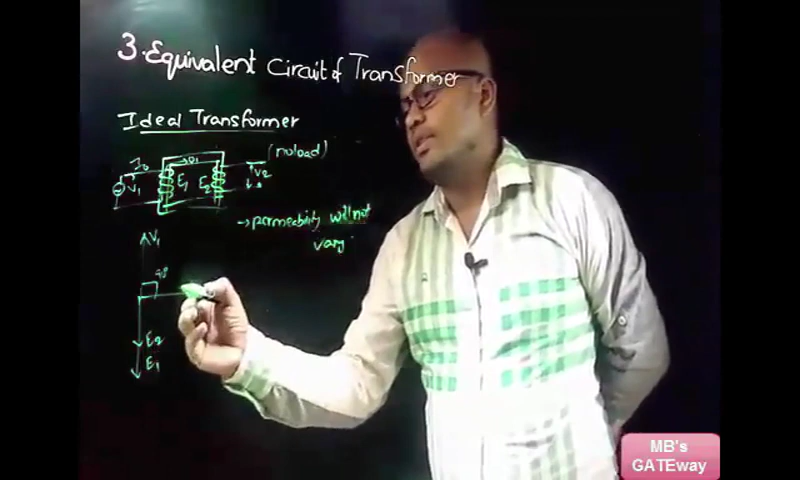 3. Equivalent Circuit of Transformer
Ideal Transformer
(noload)
I0
V1
E1
E2
V2
→ permeability will not
vary
V1
90
E2
E1
MB's
GATEway